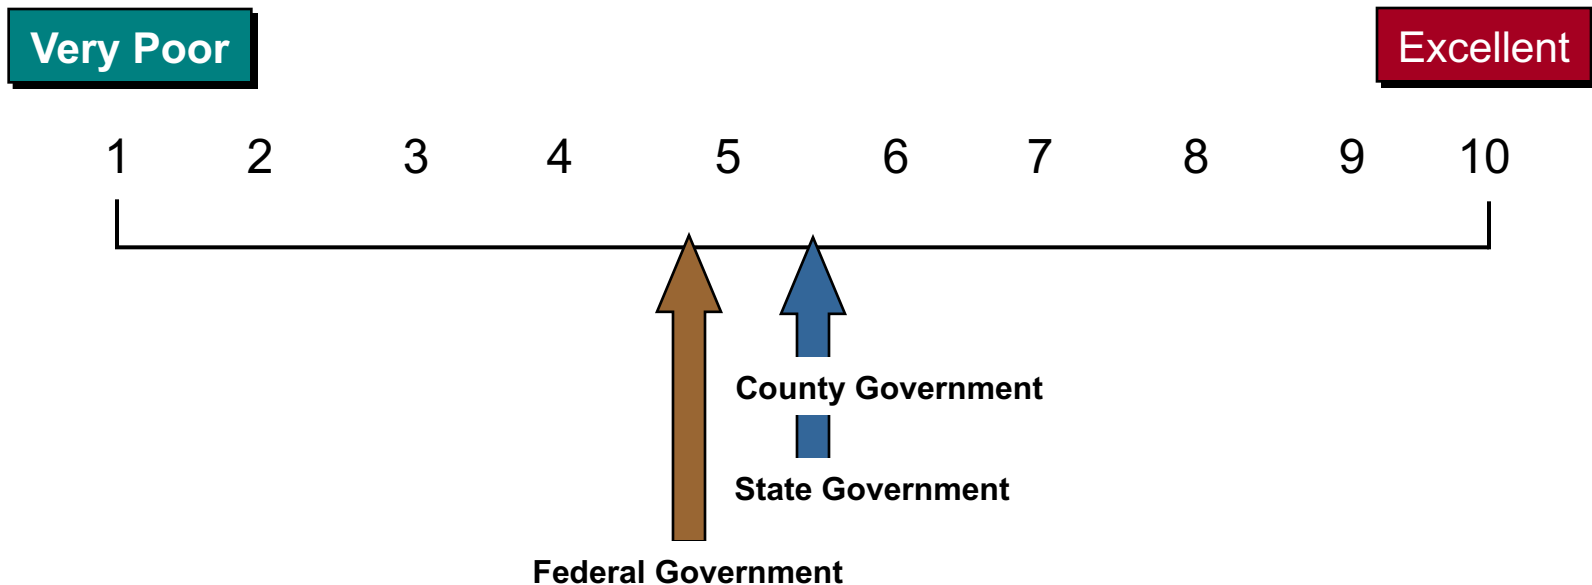 Very Poor
Excellent
1 2 3 4 5 6 7 8 9 10
County Government
State Government
Federal Government